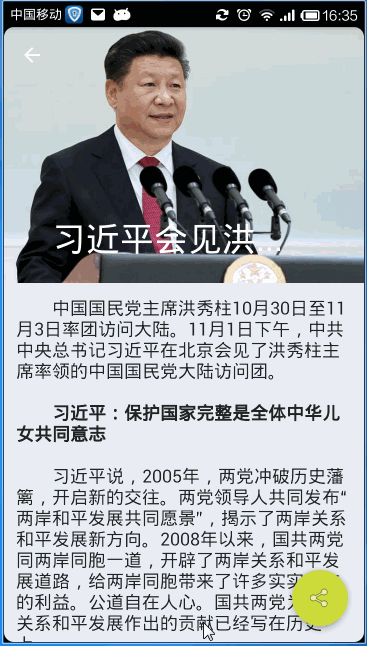 中国移动 16:35
习近平会见洪...
中国国民党主席洪秀柱10月30日至11
月3日率团访问大陆。11月1日下午，中共
中央总书记习近平在北京会见了洪秀柱主
席率领的中国国民党大陆访问团。
习近平：保护国家完整是全体中华儿
女共同意志
习近平说，2005年，两党冲破历史藩
篱，开启新的交往。两党领导人共同发布“
两岸和平发展共同愿景”，揭示了两岸关系
和平发展新方向。2008年以来，国共两党
同两岸同胞一道，开辟了两岸关系和平发
展道路，给两岸同胞带来了许多实实
的利益。公道自在人心。国共两党为
关系和平发展作出的贡献已经写在历史